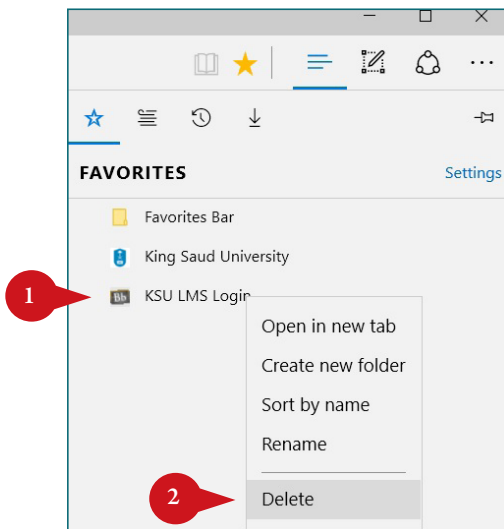 FAVORITES Settings
Favorites Bar
King Saud University
1
Bb KSU LMS Login
Open in new tab
Create new folder
Sort by name
Rename
2
Delete